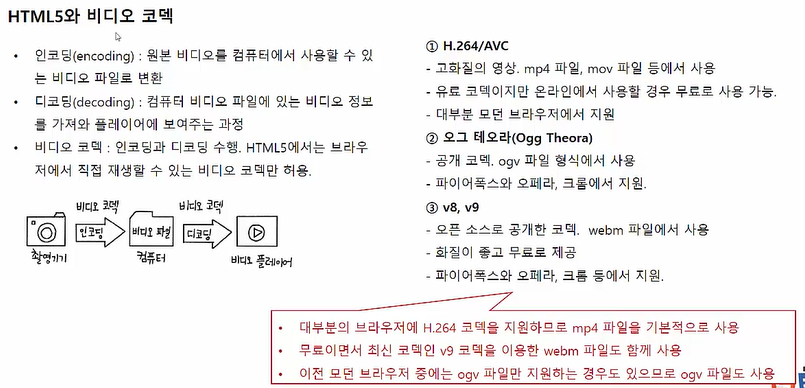 HTML5와 비디오 코덱
• 인코딩(encoding) : 원본 비디오를 컴퓨터에서 사용할 수 있
는 비디오 파일로 변환
• 디코딩(decoding) : 컴퓨터 비디오 파일에 있는 비디오 정보
를 가져와 플레이어에 보여주는 과정
• 비디오 코덱 : 인코딩과 디코딩 수행. HTML5에서는 브라우
저에서 직접 재생할 수 있는 비디오 코덱만 허용.
비디오 코덱
비디오 코덱
인코딩
비디오 파일
디코딩
촬영기기
컴퓨터
비디오 플레이어
① H.264/AVC
- 고화질의 영상. mp4 파일, mov 파일 등에서 사용
- 유료 코덱이지만 온라인에서 사용할 경우 무료로 사용 가능.
- 대부분 모던 브라우저에서 지원
② 오그 테오라(Ogg Theora)
- 공개 코덱. ogv 파일 형식에서 사용
- 파이어폭스와 오페라, 크롬에서 지원.
③ v8, v9
- 오픈 소스로 공개한 코덱. webm 파일에서 사용
- 화질이 좋고 무료로 제공
- 파이어폭스와 오페라, 크롬 등에서 지원.
• 대부분의 브라우저에 H.264 코덱을 지원하므로 mp4 파일을 기본적으로 사용
• 무료이면서 최신 코덱인 v9 코덱을 이용한 webm 파일도 함께 사용
• 이전 모던 브라우저 중에는 ogv 파일만 지원하는 경우도 있으므로 ogv 파일도 사용